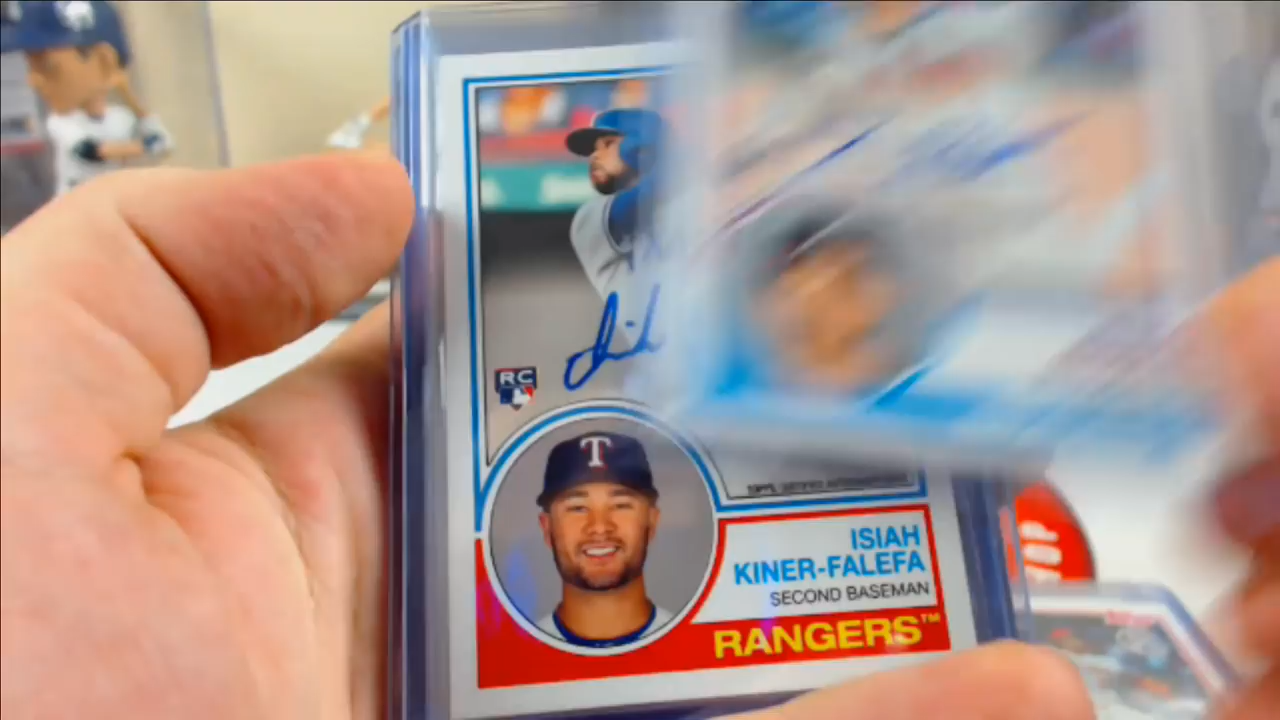 RC
T
ISIAH
KINER-FALEFA
SECOND BASEMAN
RANGERS™